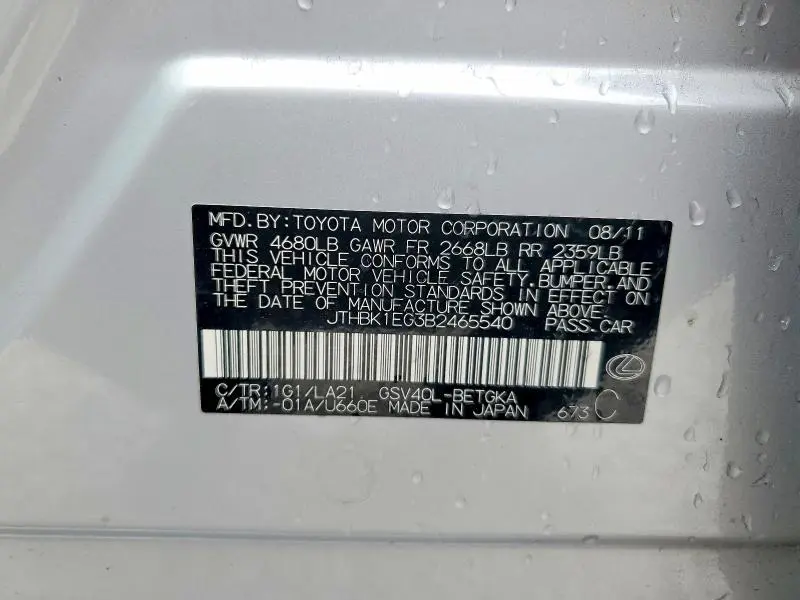 MFD. BY: TOYOTA MOTOR CORPORATION 08/11
GVWR 4680LB GAWR FR 2668LB RR 2359LB
THIS VEHICLE CONFORMS TO ALL APPLICABLE
FEDERAL MOTOR VEHICLE SAFETY, BUMPER, AND
THEFT PREVENTION STANDARDS IN EFFECT ON
THE DATE OF MANUFACTURE SHOWN ABOVE.
JTHBK1EG3B2465540 PASS. CAR
C/TR: 1G1/LA21 GSV40L-BETGKA
A/TM: -01A/U660E MADE IN JAPAN 673 C